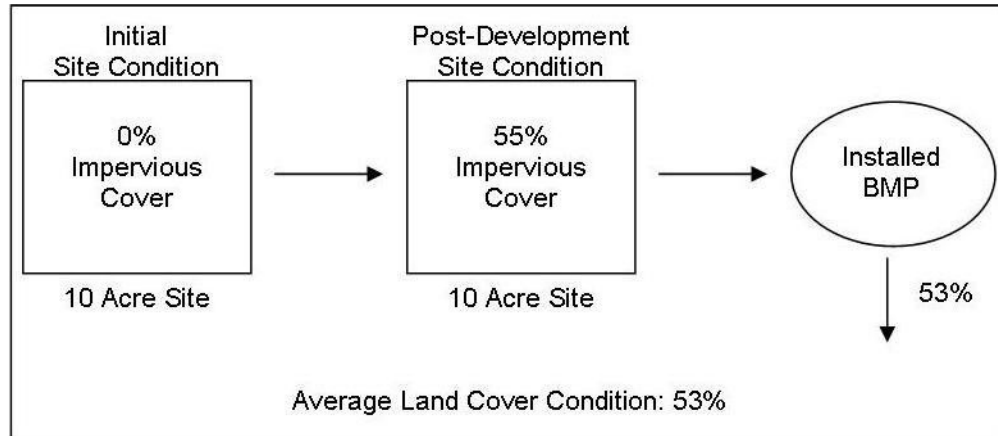 Initial
Site Condition
0%
Impervious
Cover
10 Acre Site
Post-Development
Site Condition
55%
Impervious
Cover
10 Acre Site
Installed
BMP
53%
Average Land Cover Condition: 53%